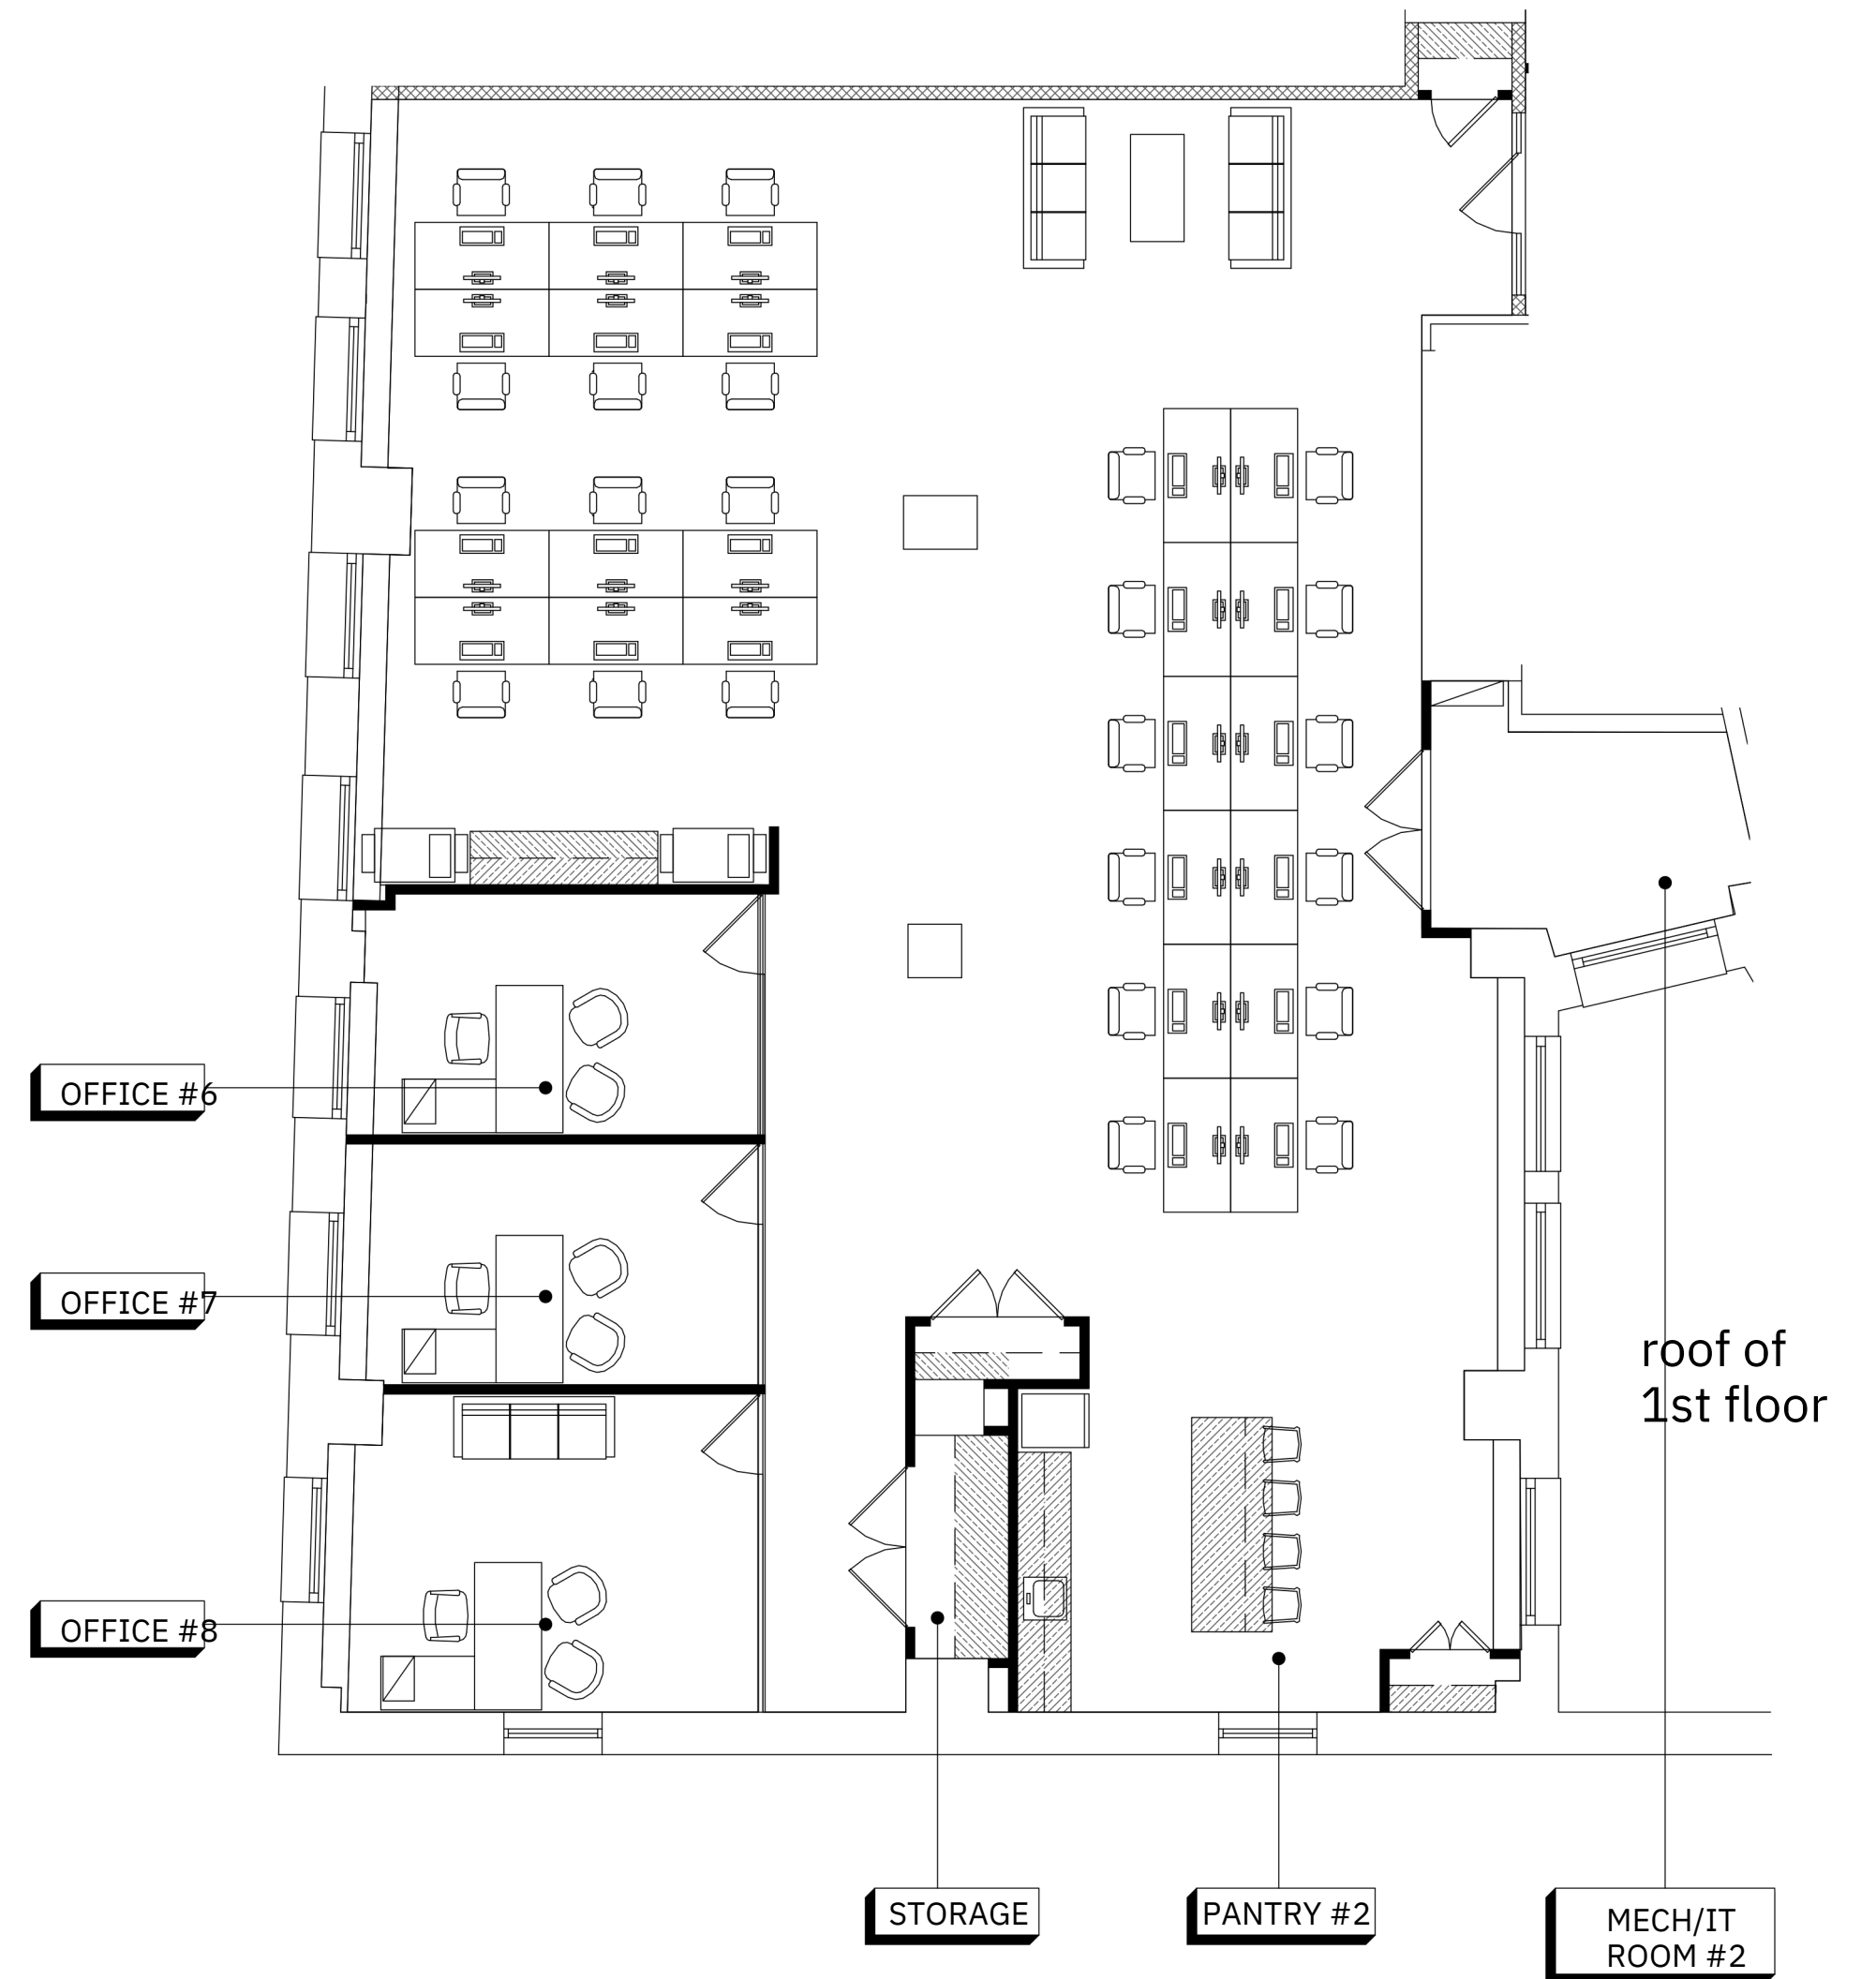 OFFICE #6
OFFICE #7
roof of
1st floor
OFFICE #8
STORAGE
PANTRY #2
MECH/IT
ROOM #2